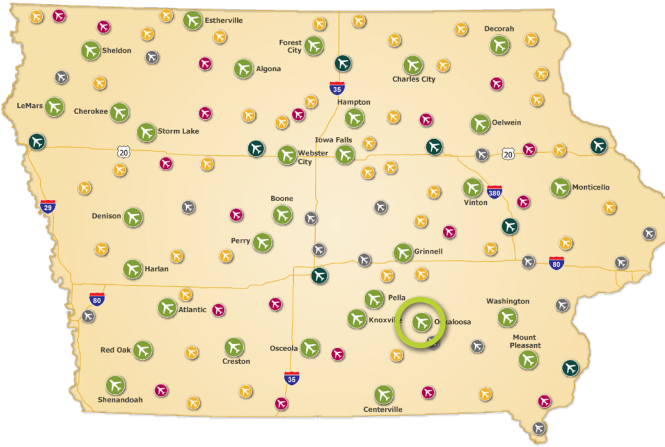 Estherville
Decorah
Forest
City
Sheldon
Algona
Charles City
35
LeMars
Cherokee
Hampton
Storm Lake
Oelwein
Iowa Falls
20
Webster
City
20
Vinton
380
Monticello
29
Denison
Boone
Perry
Grinnell
80
Harlan
80
Pella
Atlantic
Knoxville
Oskaloosa
Washington
Red Oak
Creston
Osceola
Mount
Pleasant
35
Shenandoah
Centerville